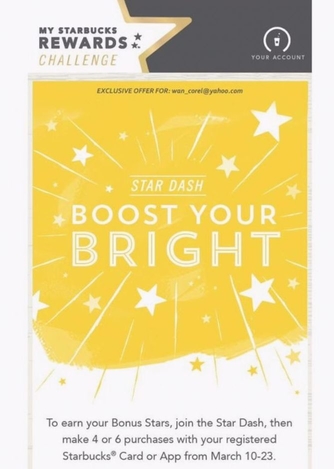 MY STARBUCKS
REWARDS
CHALLENGE
YOUR ACCOUNT
EXCLUSIVE OFFER FOR: wan_corel@yahoo.com
STAR DASH
BOOST YOUR
BRIGHT
To earn your Bonus Stars, join the Star Dash, then
make 4 or 6 purchases with your registered
Starbucks® Card or App from March 10-23.